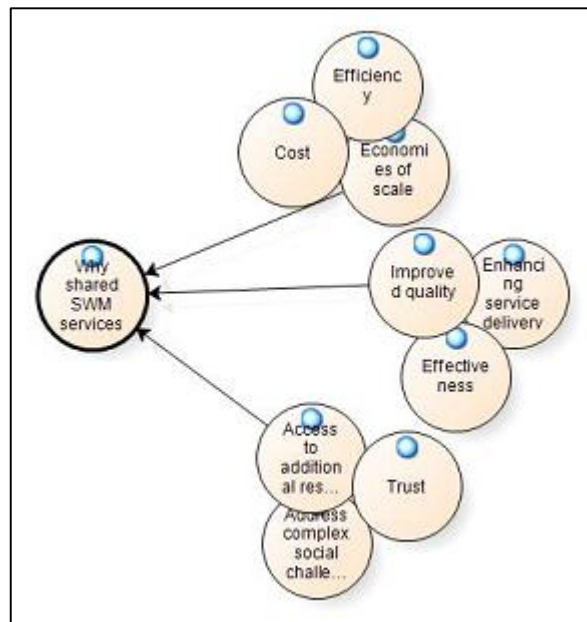 Efficienc
y
Cost
Economi
es of
scale
Why
shared
SWM
services
Improve
d quality
Enhanci
ng
service
delivery
Effective
ness
Access
to
addition
al res...
Trust
Address
complex
social
challe...